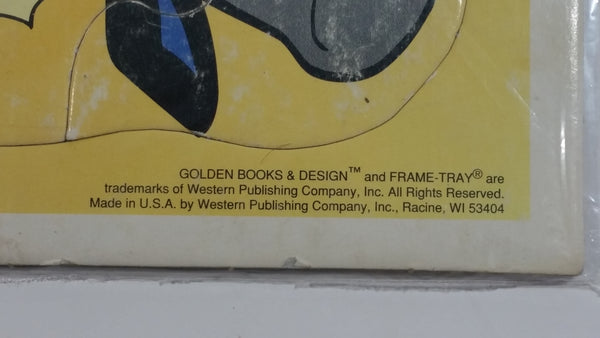 GOLDEN BOOKS & DESIGN™ and FRAME-TRAY® are
trademarks of Western Publishing Company, Inc. All Rights Reserved.
Made in U.S.A. by Western Publishing Company, Inc., Racine, WI 53404